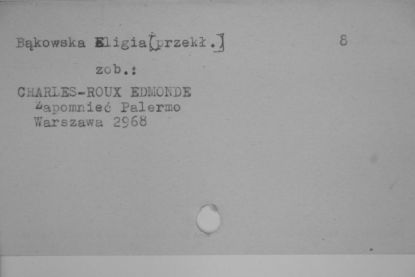 Bąkowska Eligia[przekł.] 8
zob.:
CHARLES-ROUX EDMONDE
Zapomnieć Palermo
Warszawa 2968